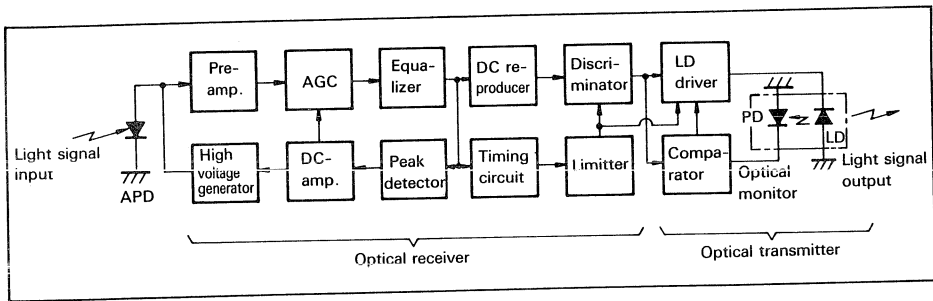 Pre-
amp.
AGC
Equa-
lizer
DC re-
producer
Discri-
minator
LD
driver
PD
LD
Light signal
input
APD
High
voltage
generator
DC-
amp.
Peak
detector
Timing
circuit
Limitter
Compa-
rator
Optical
monitor
Light signal
output
Optical receiver
Optical transmitter